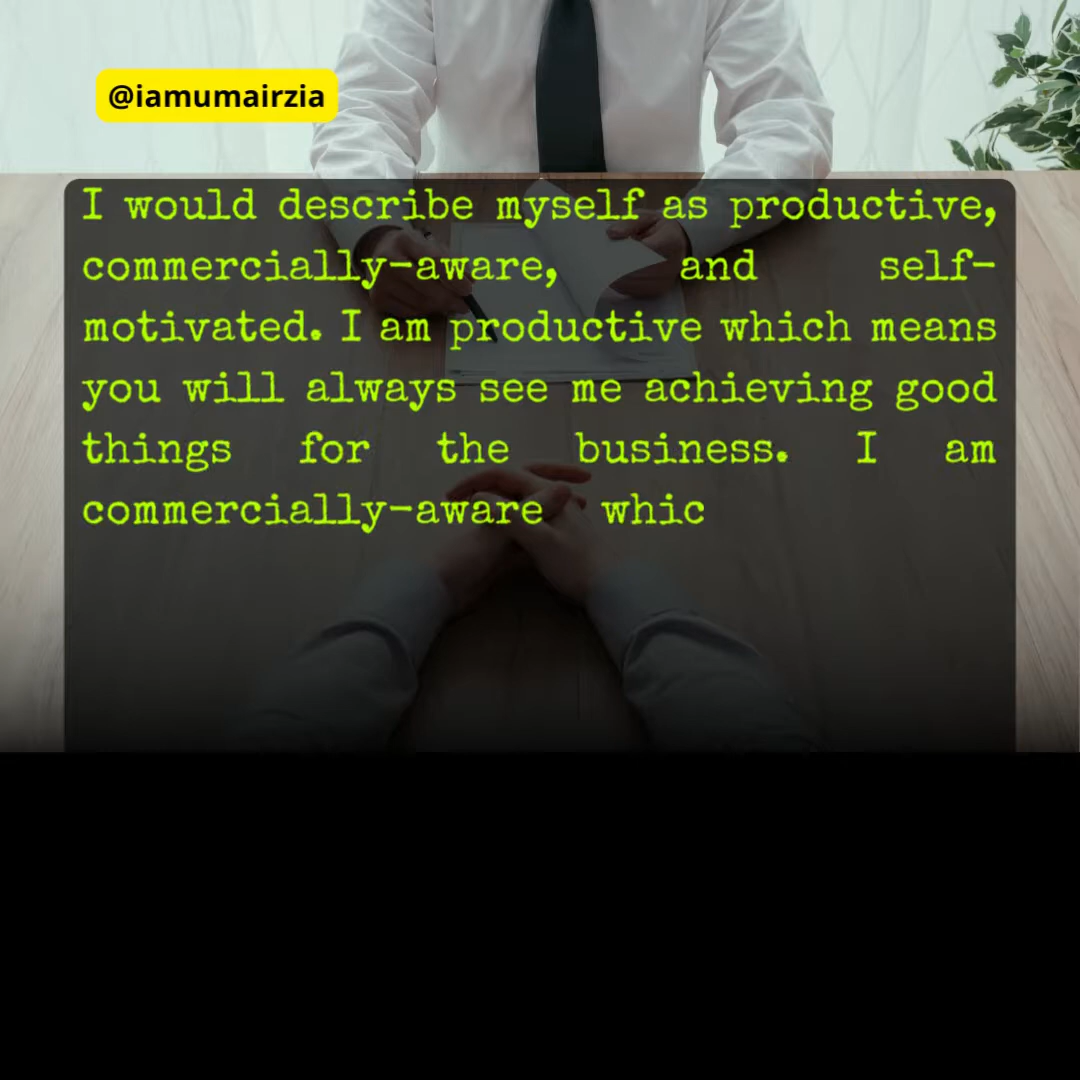 @iamumairzia
I would describe myself as productive,
commercially-aware, and self-
motivated. I am productive which means
you will always see me achieving good
things for the business. I am
commercially-aware whic